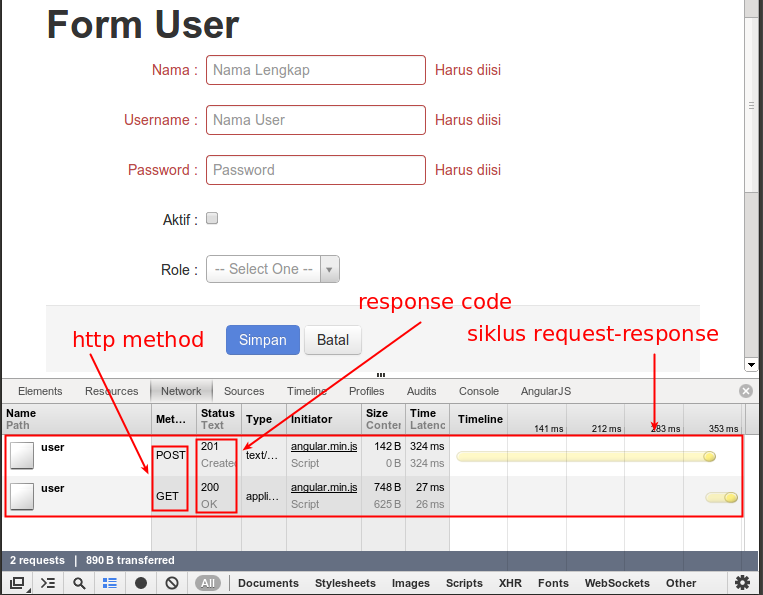 Form User
Nama : Nama Lengkap Harus diisi
Username : Nama User Harus diisi
Password : Password Harus diisi
Aktif :
Role : -- Select One --
response code
http method Simpan Batal siklus request-response
Elements Resources Network Sources Timeline Profiles Audits Console AngularJS
Name Met... Status Type Initiator Size Time Timeline
Path Text Conter Latenc 141 ms 212 ms 283 ms 353 ms
user POST 201 text/... angular.min.js 142 B 324 ms
Created Script 0 B 324 ms
user GET 200 appli... angular.min.js 748 B 27 ms
OK Script 625 B 26 ms
2 requests | 890 B transferred
All Documents Stylesheets Images Scripts XHR Fonts WebSockets Other